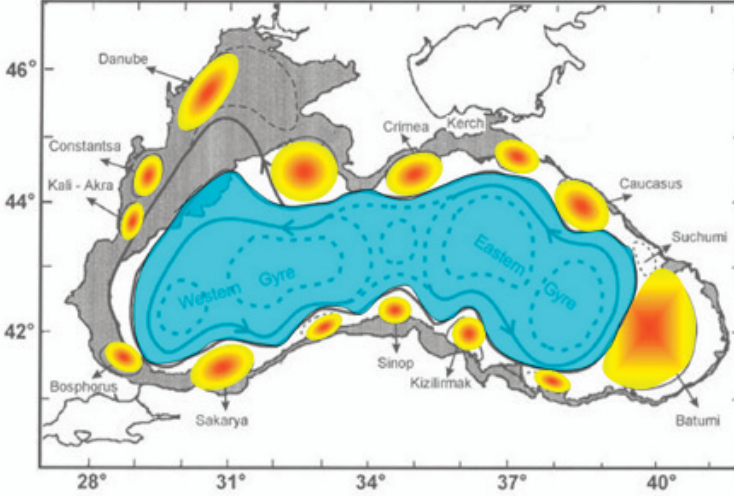 46°
44°
42°
Danube
Constantsa
Kali - Akra
Crimea
Kerch
Caucasus
Suchumi
Western
Gyre
Eastern
Gyre
Bosphorus
Sakarya
Sinop
Kizilirmak
Batumi
28°
31°
34°
37°
40°